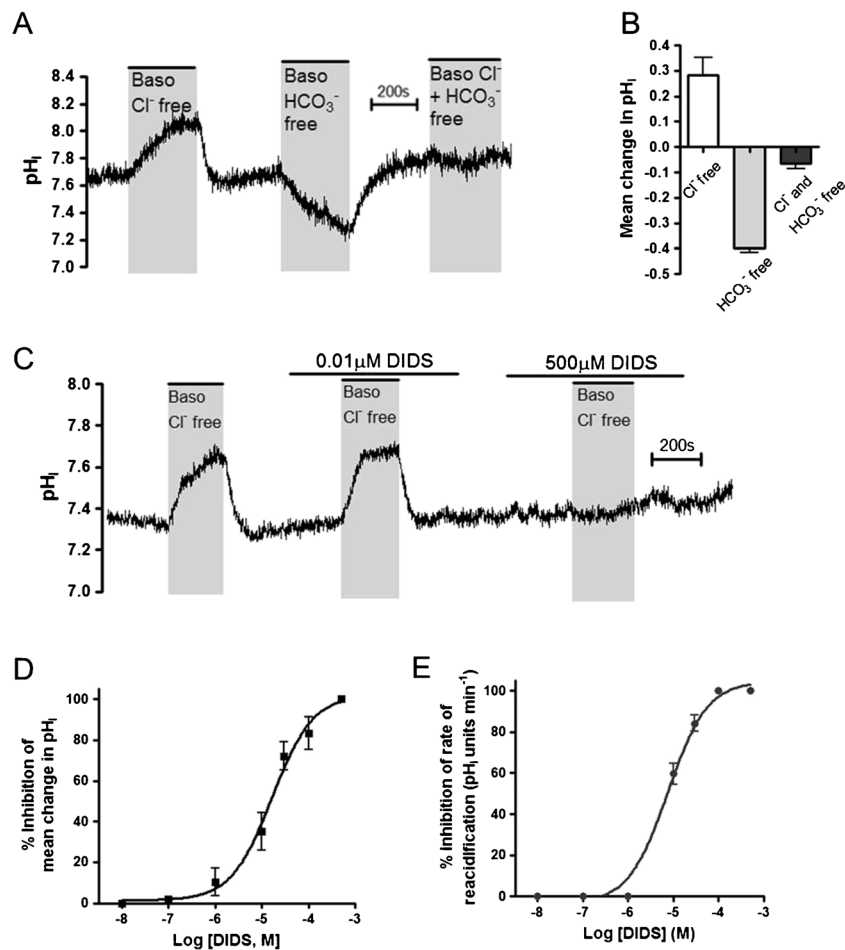 A
8.4
8.2
8.0
7.8
7.6
7.4
7.2
7.0
pHi
Baso
Cl- free
Baso
HCO3-
free
200s
Baso Cl-
+ HCO3-
free
B
0.4
0.3
0.2
0.1
0.0
-0.1
-0.2
-0.3
-0.4
-0.5
Mean change in pHi
Cl- free
HCO3- free
Cl- and
HCO3- free
C
0.01µM DIDS
500µM DIDS
8.0
7.8
7.6
7.4
7.2
7.0
pHi
Baso
Cl- free
Baso
Cl- free
Baso
Cl- free
200s
D
% Inhibition of
mean change in pHi
100
80
60
40
20
0
-8 -7 -6 -5 -4 -3
Log [DIDS, M]
E
% Inhibition of rate of
reacidification (pHi units min-1)
100
80
60
40
20
0
-8 -7 -6 -5 -4 -3
Log [DIDS] (M)